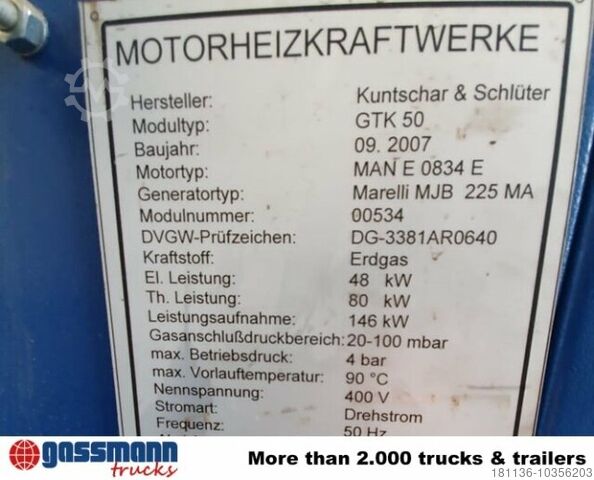 MOTORHEIZKRAFTWERKE
Hersteller: Kuntschar & Schlüter
Modultyp: GTK 50
Baujahr: 09. 2007
Motortyp: MAN E 0834 E
Generatortyp: Marelli MJB 225 MA
Modulnummer: 00534
DVGW-Prüfzeichen: DG-3381AR0640
Kraftstoff: Erdgas
El. Leistung: 48 kW
Th. Leistung: 80 kW
Leistungsaufnahme: 146 kW
Gasanschlußdruckbereich: 20-100 mbar
max. Betriebsdruck: 4 bar
max. Vorlauftemperatur: 90 °C
Nennspannung: 400 V
Stromart: Drehstrom
Frequenz: 50 Hz
gassmann
trucks
More than 2.000 trucks & trailers
181136-10356203